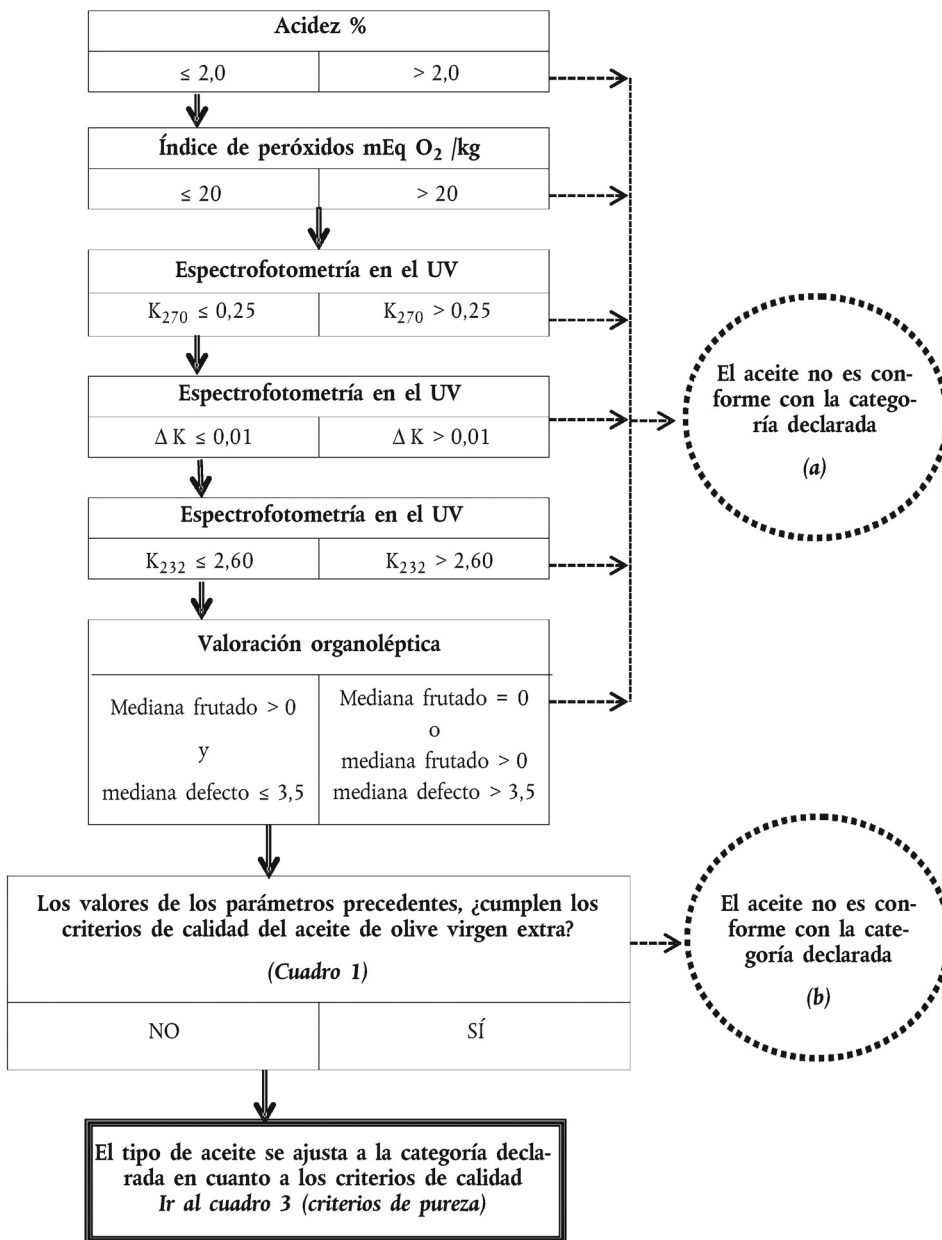 Acidez %
≤ 2,0
> 2,0
Índice de peróxidos mEq O₂ /kg
≤ 20
> 20
Espectrofotometría en el UV
K₂₇₀ ≤ 0,25
K₂₇₀ > 0,25
Espectrofotometría en el UV
Δ K ≤ 0,01
Δ K > 0,01
Espectrofotometría en el UV
K₂₃₂ ≤ 2,60
K₂₃₂ > 2,60
Valoración organoléptica
Mediana frutado > 0
y
mediana defecto ≤ 3,5
Mediana frutado = 0
o
mediana frutado > 0
mediana defecto > 3,5
El aceite no es con-
forme con la catego-
ría declarada
(a)
Los valores de los parámetros precedentes, ¿cumplen los
criterios de calidad del aceite de olive virgen extra?
(Cuadro 1)
NO
SÍ
El aceite no es con-
forme con la cate-
goría declarada
(b)
El tipo de aceite se ajusta a la categoría decla-
rada en cuanto a los criterios de calidad
Ir al cuadro 3 (criterios de pureza)